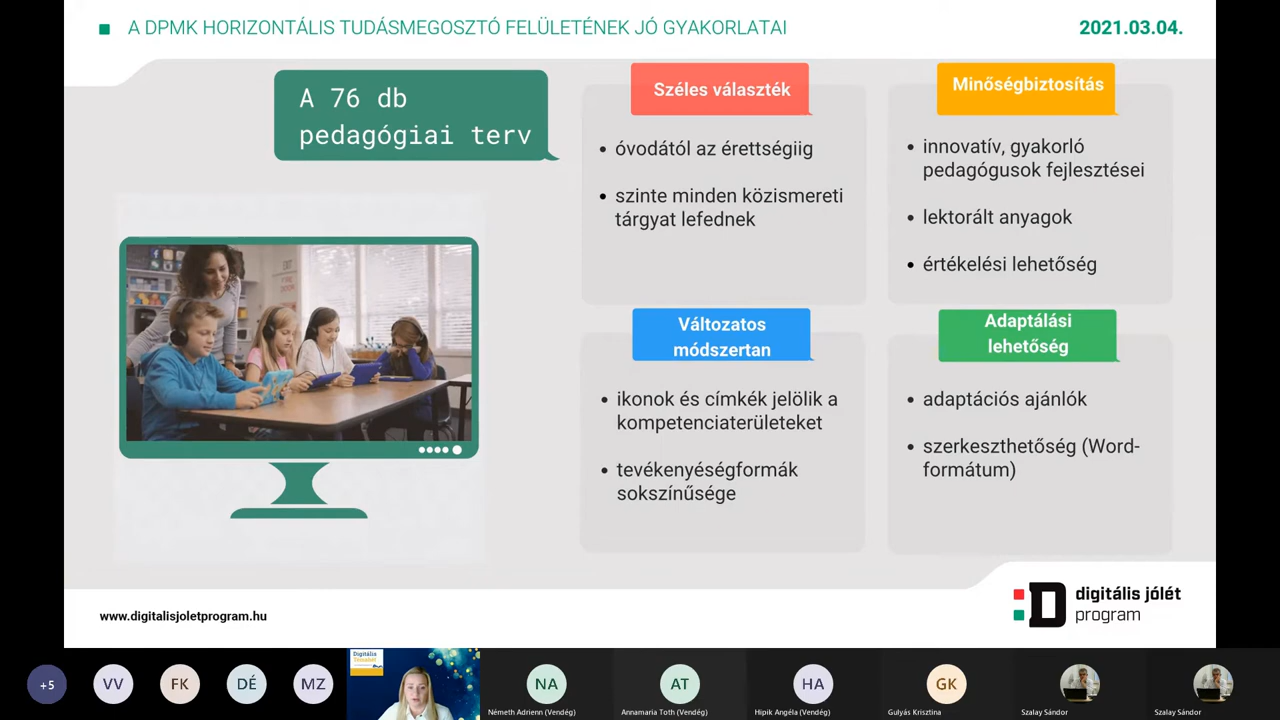 A DPMK HORIZONTÁLIS TUDÁSMEGOSZTÓ FELÜLETÉNEK JÓ GYAKORLATAI
2021.03.04.
A 76 db
pedagógiai terv
Széles választék
• óvodától az érettségiig
• szinte minden közismereti
tárgyat lefednek
Minőségbiztosítás
• innovatív, gyakorló
pedagógusok fejlesztései
• lektorált anyagok
• értékelési lehetőség
Változatos
módszertan
• ikonok és címkék jelölik a
kompetenciaterületeket
• tevékenyégformák
sokszínűsége
Adaptálási
lehetőség
• adaptációs ajánlók
• szerkeszthetőség (Word-
formátum)
www.digitalisjoletprogram.hu
:D digitális jólét
program
+5
VV
FK
DÉ
MZ
Digitális
NA
Németh Adrienn (Vendég)
AT
Annamaria Toth (Vendég)
HA
Hipik Angéla (Vendég)
GK
Gulyás Krisztina
Szalay Sándor
Szalay Sándor